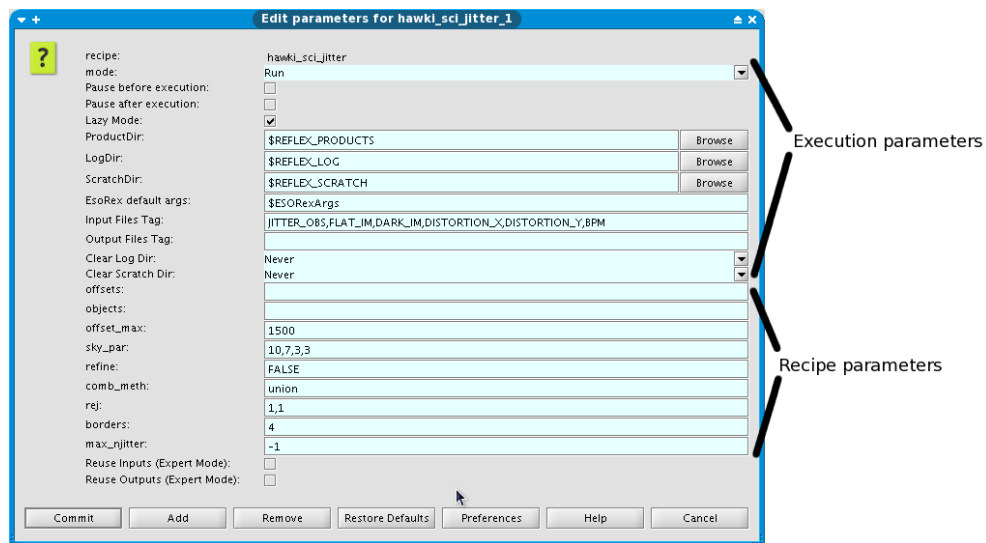 Edit parameters for hawki_sci_jitter_1
?
recipe: hawki_sci_jitter
mode: Run
Pause before execution:
Pause after execution:
Lazy Mode:
ProductDir: $REFLEX_PRODUCTS Browse
LogDir: $REFLEX_LOG Browse
ScratchDir: $REFLEX_SCRATCH Browse
EsoRex default args: $ESORexArgs
Input Files Tag: JITTER_OBS,FLAT_IM,DARK_IM,DISTORTION_X,DISTORTION_Y,BPM
Output Files Tag:
Clear Log Dir: Never
Clear Scratch Dir: Never
offsets:
objects:
offset_max: 1500
sky_par: 10,7,3,3
refine: FALSE
comb_meth: union
rej: 1,1
borders: 4
max_njitter: -1
Reuse Inputs (Expert Mode):
Reuse Outputs (Expert Mode):
Commit Add Remove Restore Defaults Preferences Help Cancel
Execution parameters
Recipe parameters